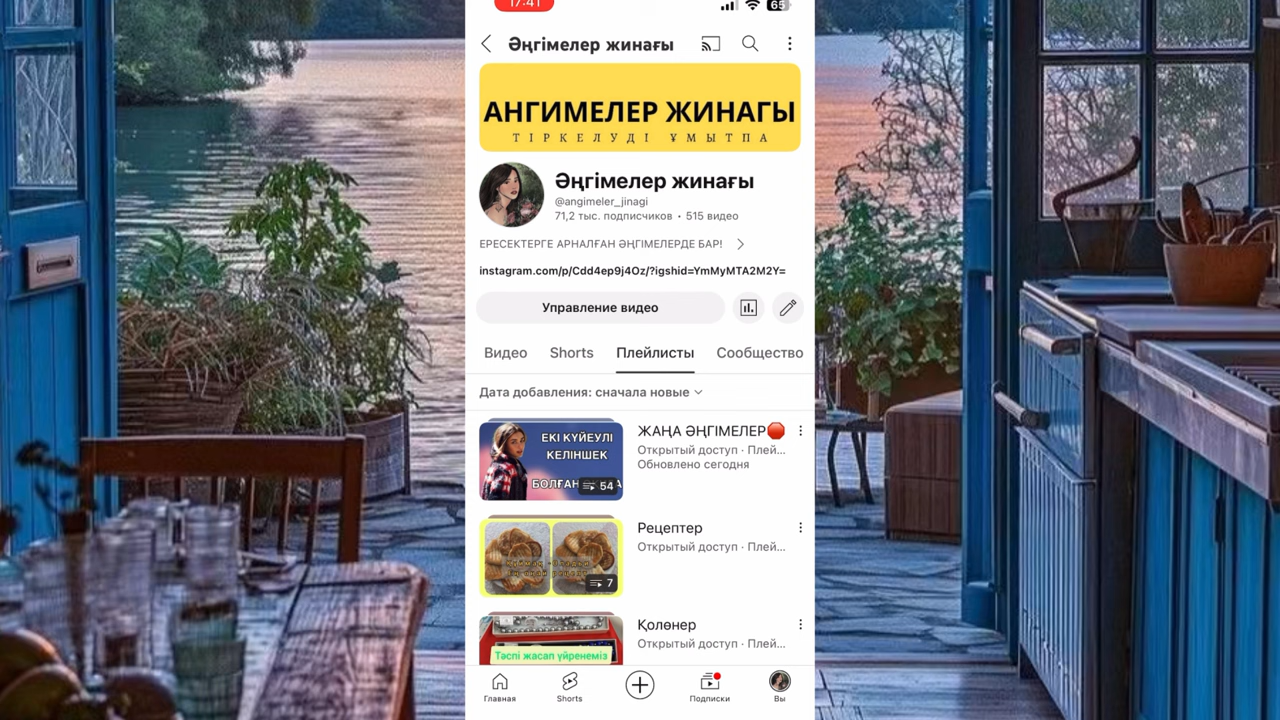 17:41
65
Әңгімелер жинағы
АНГИМЕЛЕР ЖИНАГЫ
ТІРКЕЛУДІ ҰМЫТПА
Әңгімелер жинағы
@angimeler_jinagi
71,2 тыс. подписчиков • 515 видео
ЕРЕСЕКТЕРГЕ АРНАЛҒАН ӘҢГІМЕЛЕРДЕ БАР!
instagram.com/p/Cdd4ep9j4Oz/?igshid=YmMyMTA2M2Y=
Управление видео
Видео Shorts Плейлисты Сообщество
Дата добавления: сначала новые
ЕКІ КҮЙЕУЛІ
КЕЛІНШЕК
54
ЖАҢА ӘҢГІМЕЛЕР
Открытый доступ · Плей...
Обновлено сегодня
7
Рецептер
Открытый доступ · Плей...
Тәспі жасап үйренеміз
Қолөнер
Открытый доступ · Плей...
Главная Shorts Подписки Вы